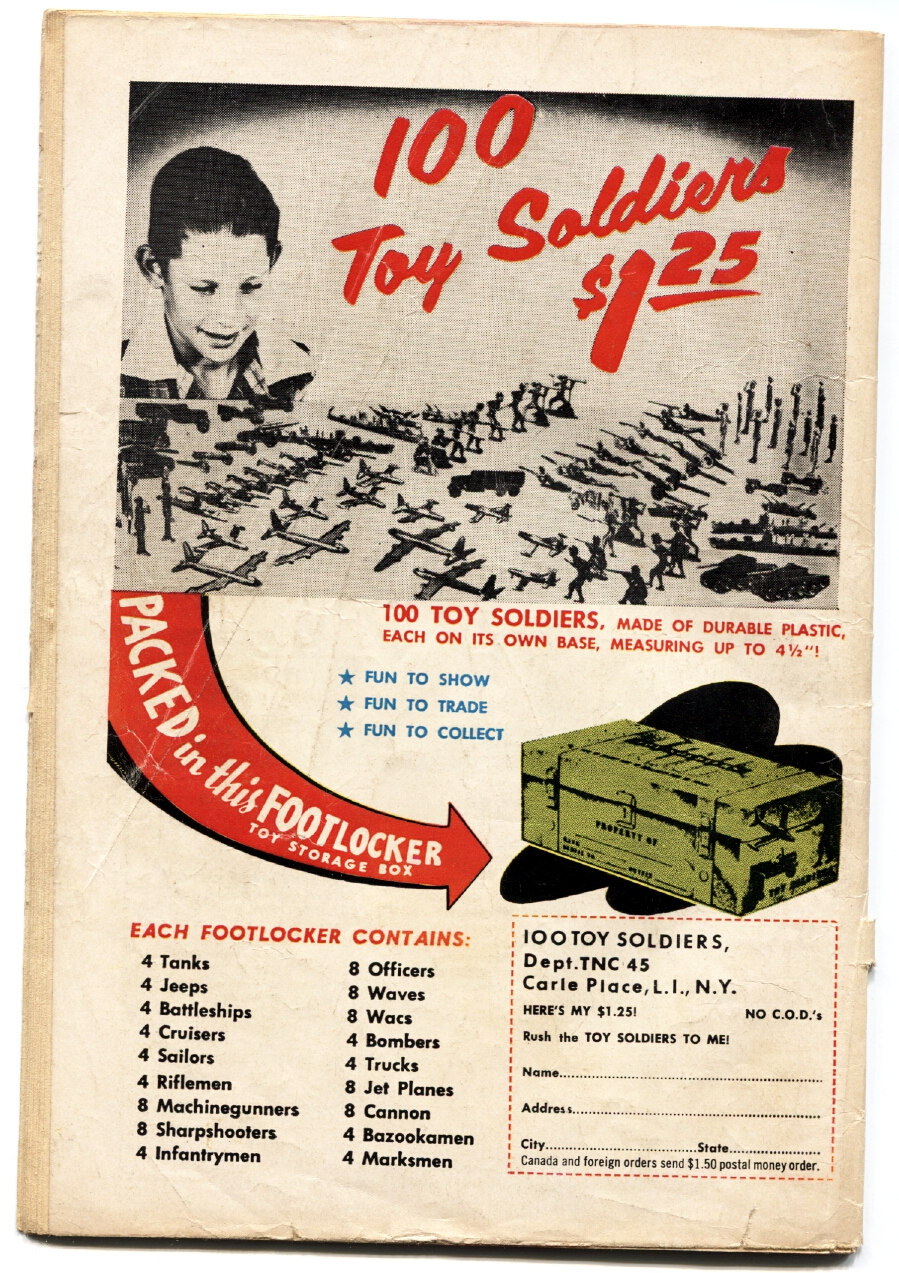 100
Toy Soldiers
$1.25
100 TOY SOLDIERS, MADE OF DURABLE PLASTIC,
EACH ON ITS OWN BASE, MEASURING UP TO 4½"!
★ FUN TO SHOW
★ FUN TO TRADE
★ FUN TO COLLECT
PACKED in this FOOTLOCKER
TOY STORAGE BOX
PROPERTY OF
EACH FOOTLOCKER CONTAINS:
4 Tanks
4 Jeeps
4 Battleships
4 Cruisers
4 Sailors
4 Riflemen
8 Machinegunners
8 Sharpshooters
4 Infantrymen
8 Officers
8 Waves
8 Wacs
4 Bombers
4 Trucks
8 Jet Planes
8 Cannon
4 Bazookamen
4 Marksmen
100 TOY SOLDIERS,
Dept. TNC 45
Carle Place, L.I., N.Y.
HERE'S MY $1.25! NO C.O.D.'s
Rush the TOY SOLDIERS TO ME!
Name
Address
City State
Canada and foreign orders send $1.50 postal money order.